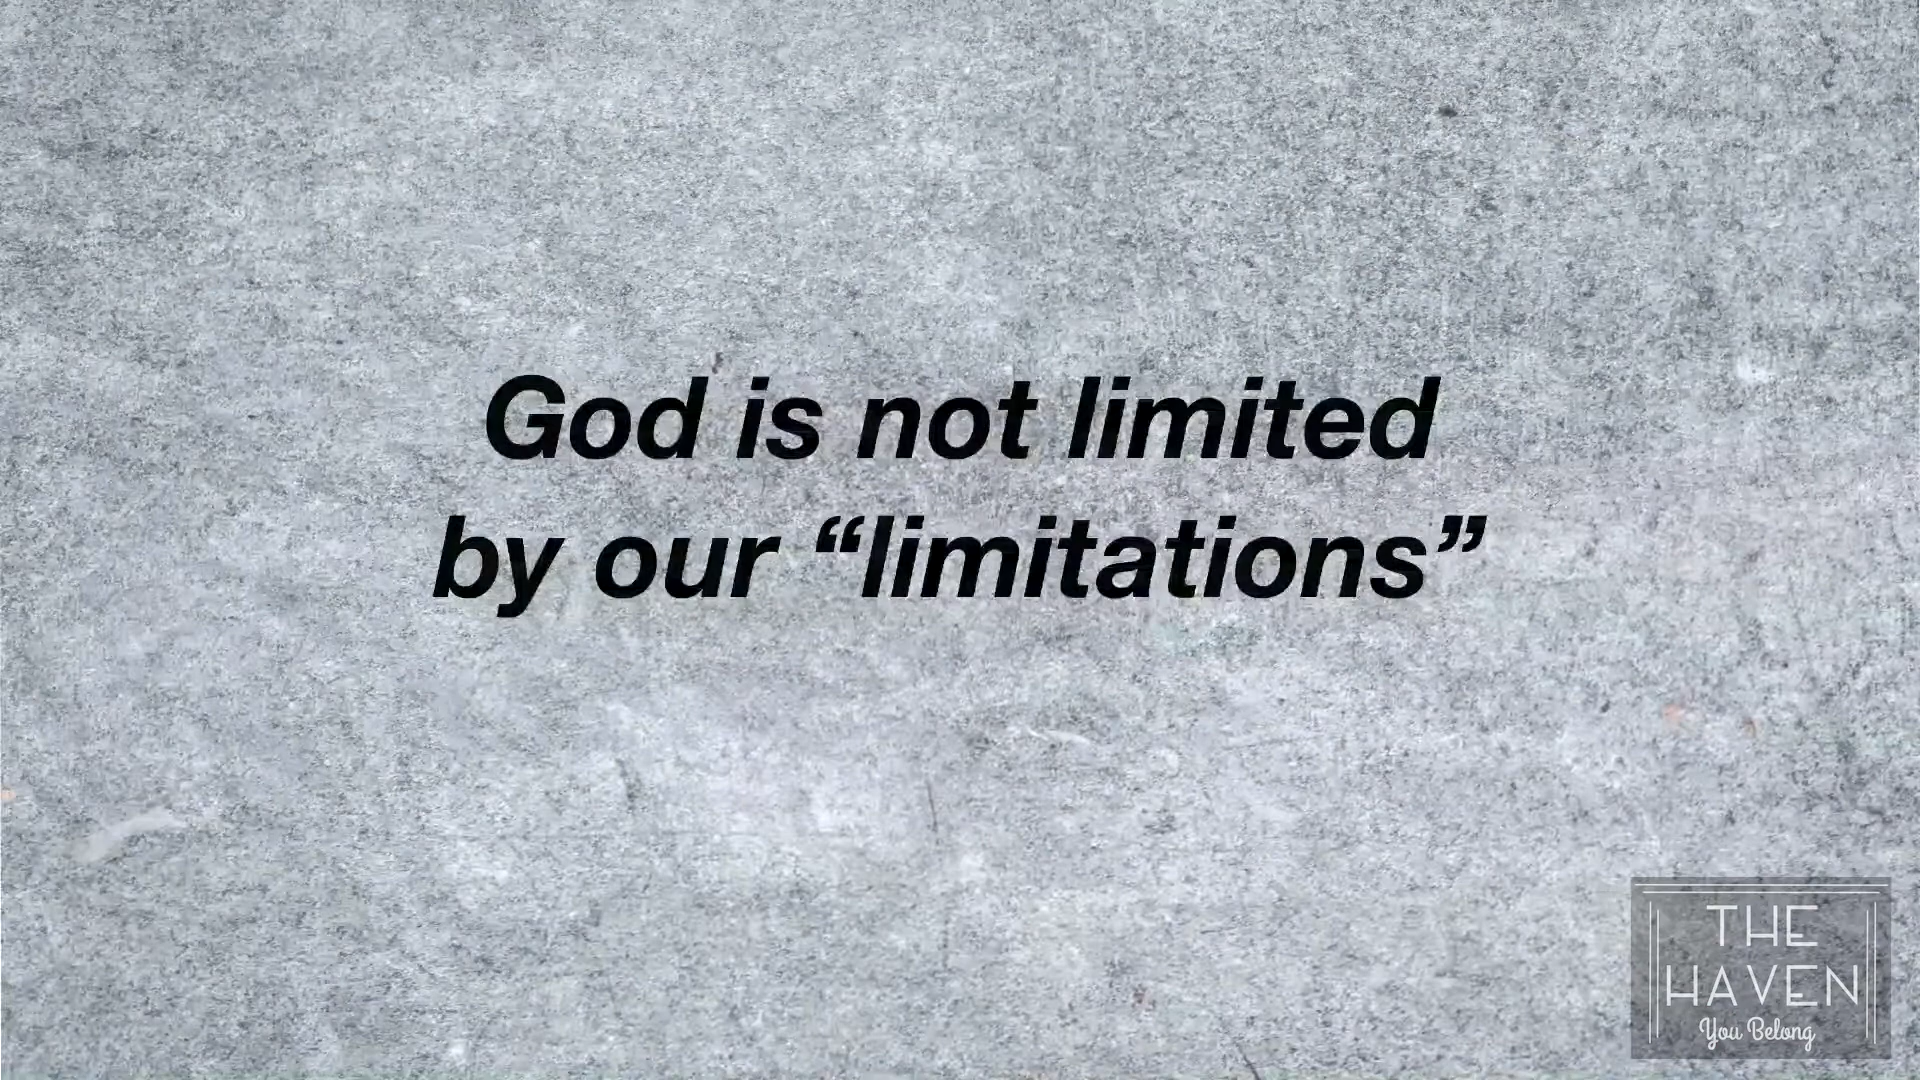 God is not limited
by our “limitations”
THE
HAVEN
You Belong